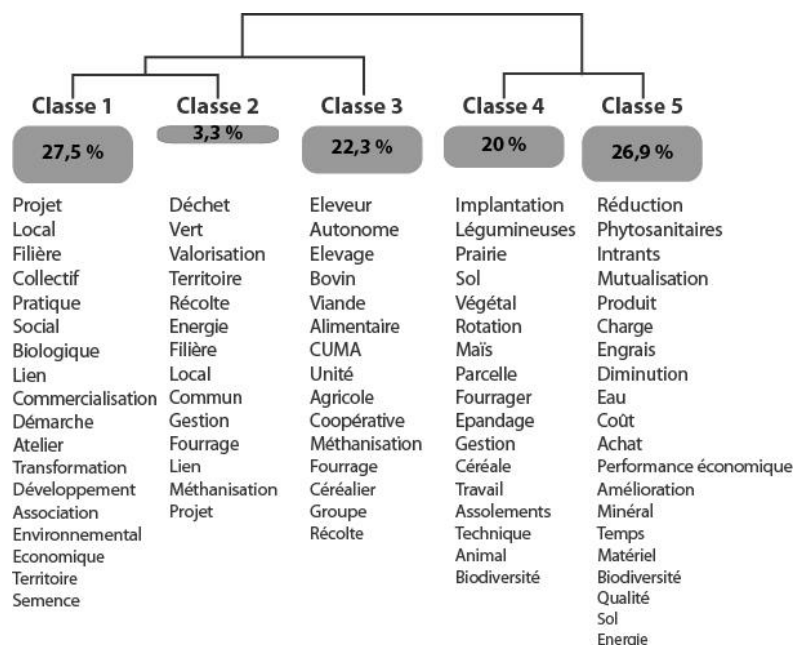 Classe 1
27,5 %
Projet
Local
Filière
Collectif
Pratique
Social
Biologique
Lien
Commercialisation
Démarche
Atelier
Transformation
Développement
Association
Environnemental
Economique
Territoire
Semence
Classe 2
3,3 %
Déchet
Vert
Valorisation
Territoire
Récolte
Energie
Filière
Local
Commun
Gestion
Fourrage
Lien
Méthanisation
Projet
Classe 3
22,3 %
Eleveur
Autonome
Elevage
Bovin
Viande
Alimentaire
CUMA
Unité
Agricole
Coopérative
Méthanisation
Fourrage
Céréalier
Groupe
Récolte
Classe 4
20 %
Implantation
Légumineuses
Prairie
Sol
Végétal
Rotation
Maïs
Parcelle
Fourrager
Epandage
Gestion
Céréale
Travail
Assolements
Technique
Animal
Biodiversité
Classe 5
26,9 %
Réduction
Phytosanitaires
Intrants
Mutualisation
Produit
Charge
Engrais
Diminution
Eau
Coût
Achat
Performance économique
Amélioration
Minéral
Temps
Matériel
Biodiversité
Qualité
Sol
Energie